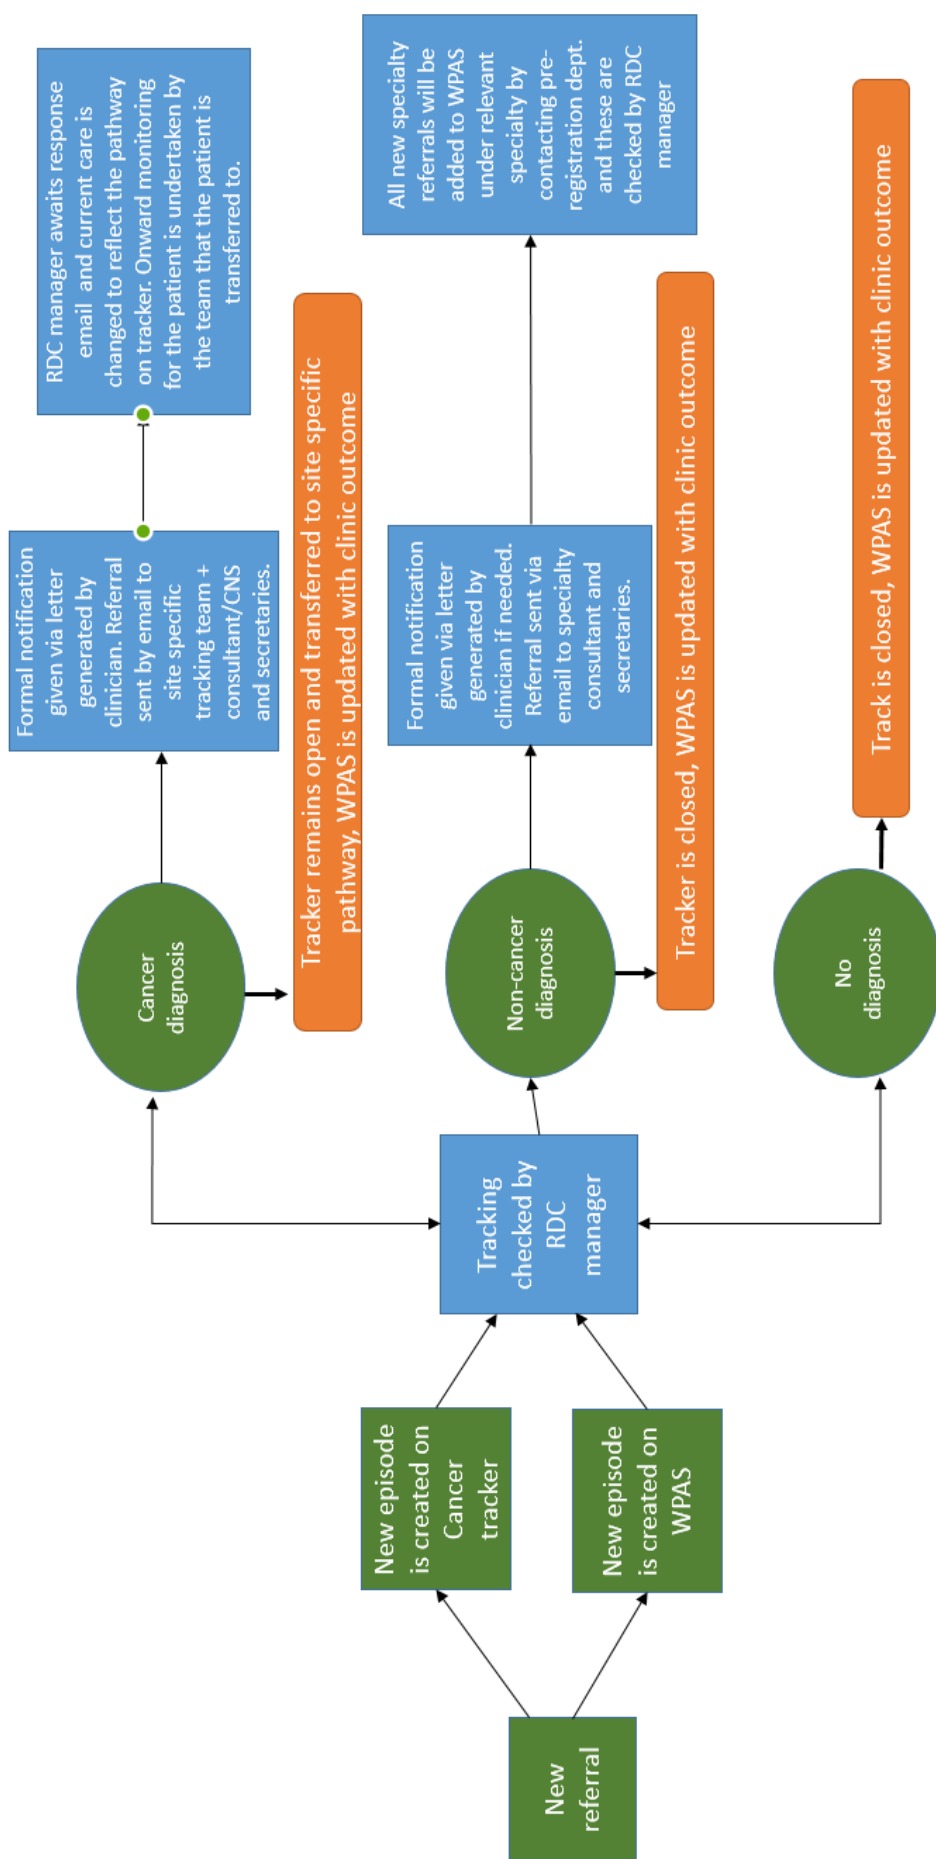 New
referral
New episode
is created on
Cancer
tracker
New episode
is created on
WPAS
Tracking
checked by
RDC
manager
Cancer
diagnosis
Formal notification
given via letter
generated by
clinician. Referral
sent by email to
site specific
tracking team +
consultant/CNS
and secretaries.
RDC manager awaits response
email and current care is
changed to reflect the pathway
on tracker. Onward monitoring
for the patient is undertaken by
the team that the patient is
transferred to.
Tracker remains open and transferred to site specific
pathway, WPAS is updated with clinic outcome
Non-cancer
diagnosis
Formal notification
given via letter
generated by
clinician if needed.
Referral sent via
email to specialty
consultant and
secretaries.
All new specialty
referrals will be
added to WPAS
under relevant
specialty by
contacting pre-
registration dept.
and these are
checked by RDC
manager
Tracker is closed, WPAS is updated with clinic outcome
No
diagnosis
Track is closed, WPAS is updated with clinic outcome